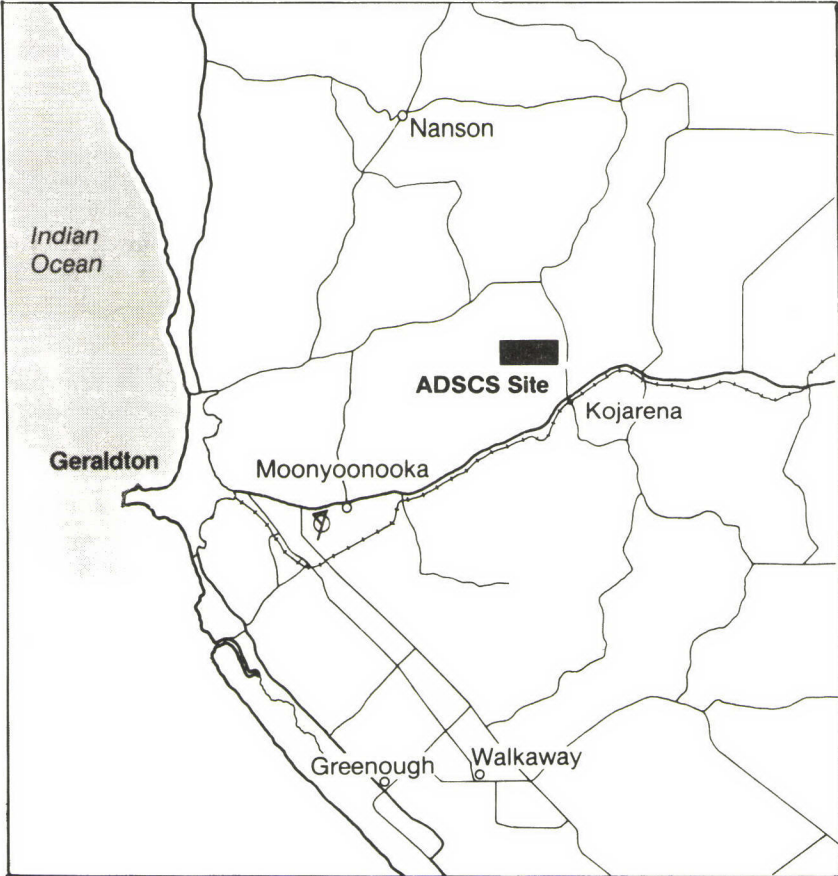 Nanson
Indian
Ocean
ADSCS Site
Kojarena
Geraldton
Moonyoonooka
Greenough
Walkaway